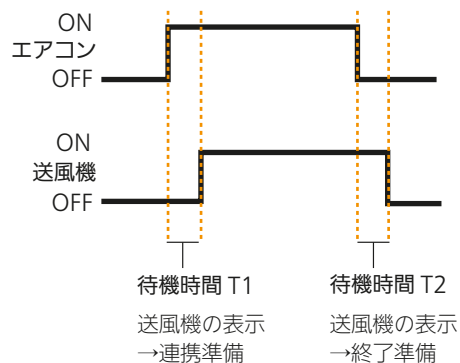 ON
エアコン
OFF
ON
送風機
OFF
待機時間 T1
送風機の表示
→連携準備
待機時間 T2
送風機の表示
→終了準備